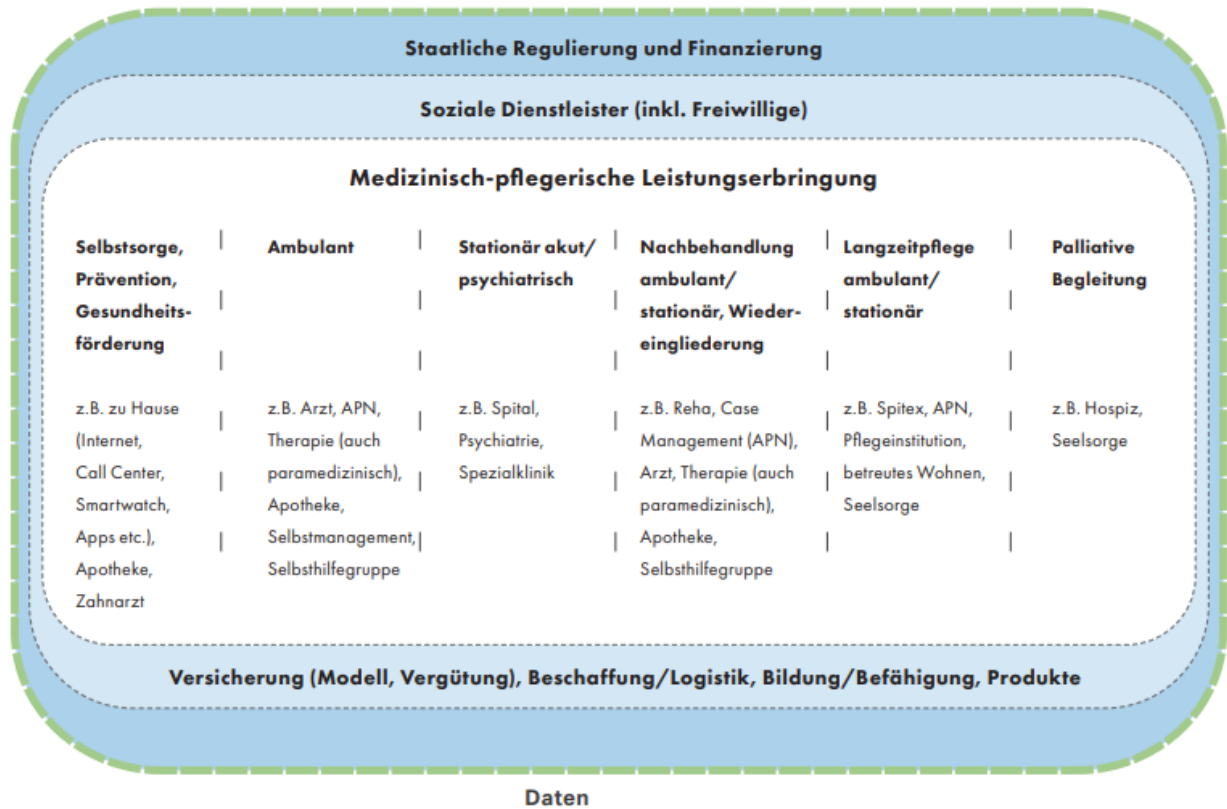 Staatliche Regulierung und Finanzierung
Soziale Dienstleister (inkl. Freiwillige)
Medizinisch-pflegerische Leistungserbringung
Selbstsorge,
Prävention,
Gesundheits-
förderung
z.B. zu Hause
(Internet,
Call Center,
Smartwatch,
Apps etc.),
Apotheke,
Zahnarzt
Ambulant
z.B. Arzt, APN,
Therapie (auch
paramedizinisch),
Apotheke,
Selbstmanagement,
Selbsthilfegruppe
Stationär akut/
psychiatrisch
z.B. Spital,
Psychiatrie,
Spezialklinik
Nachbehandlung
ambulant/
stationär, Wieder-
eingliederung
z.B. Reha, Case
Management (APN),
Arzt, Therapie (auch
paramedizinisch),
Apotheke,
Selbsthilfegruppe
Langzeitpflege
ambulant/
stationär
z.B. Spitex, APN,
Pflegeinstitution,
betreutes Wohnen,
Seelsorge
Palliative
Begleitung
z.B. Hospiz,
Seelsorge
Versicherung (Modell, Vergütung), Beschaffung/Logistik, Bildung/Befähigung, Produkte
Daten